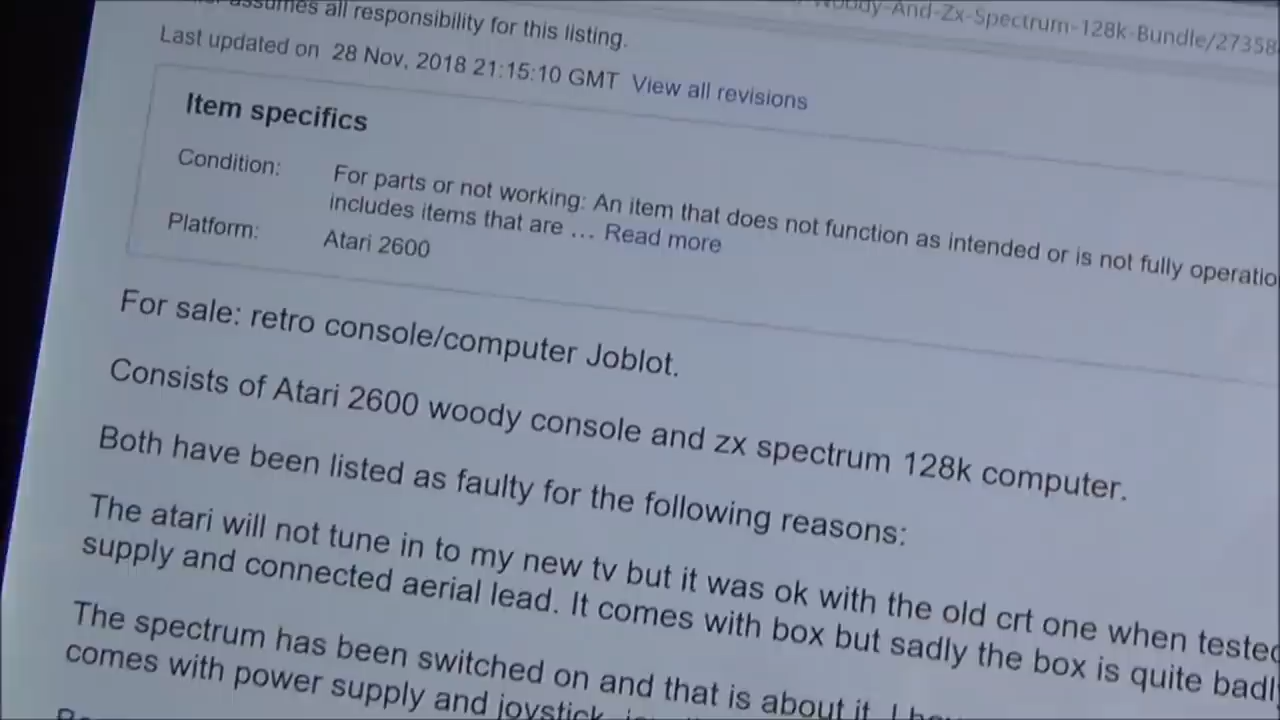 Woody-And-Zx-Spectrum-128k-Bundle/27358
assumes all responsibility for this listing.
Last updated on 28 Nov, 2018 21:15:10 GMT View all revisions
Item specifics
Condition: For parts or not working: An item that does not function as intended or is not fully operatio
includes items that are ... Read more
Platform: Atari 2600
For sale: retro console/computer Joblot.
Consists of Atari 2600 woody console and zx spectrum 128k computer.
Both have been listed as faulty for the following reasons:
The atari will not tune in to my new tv but it was ok with the old crt one when tested
supply and connected aerial lead. It comes with box but sadly the box is quite badl
The spectrum has been switched on and that is about it. I
comes with power supply and joystick